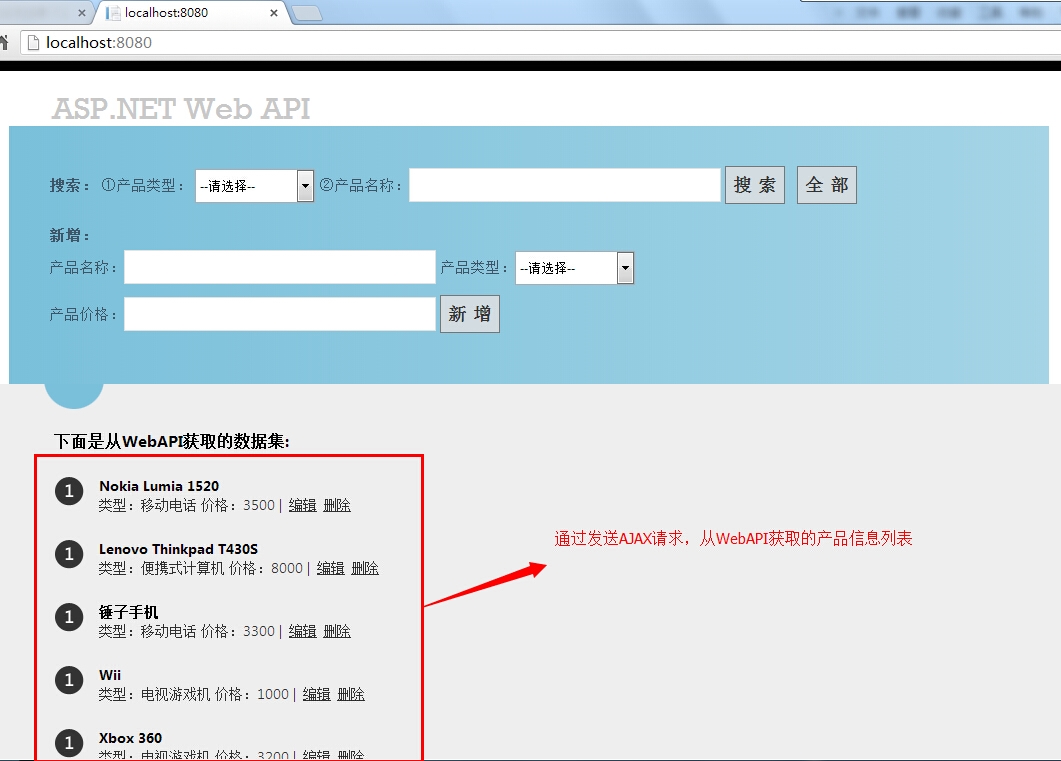 localhost:8080
localhost:8080
ASP.NET Web API
搜索： ①产品类型： --请选择-- ②产品名称： 搜 索 全 部
新增：
产品名称： 产品类型： --请选择--
产品价格： 新 增
下面是从WebAPI获取的数据集:
1 Nokia Lumia 1520
类型：移动电话 价格：3500 | 编辑 删除
通过发送AJAX请求，从WebAPI获取的产品信息列表
1 Lenovo Thinkpad T430S
类型：便携式计算机 价格：8000 | 编辑 删除
1 锤子手机
类型：移动电话 价格：3300 | 编辑 删除
1 Wii
类型：电视游戏机 价格：1000 | 编辑 删除
1 Xbox 360
类型：电视游戏机 价格：3200 | 编辑 删除